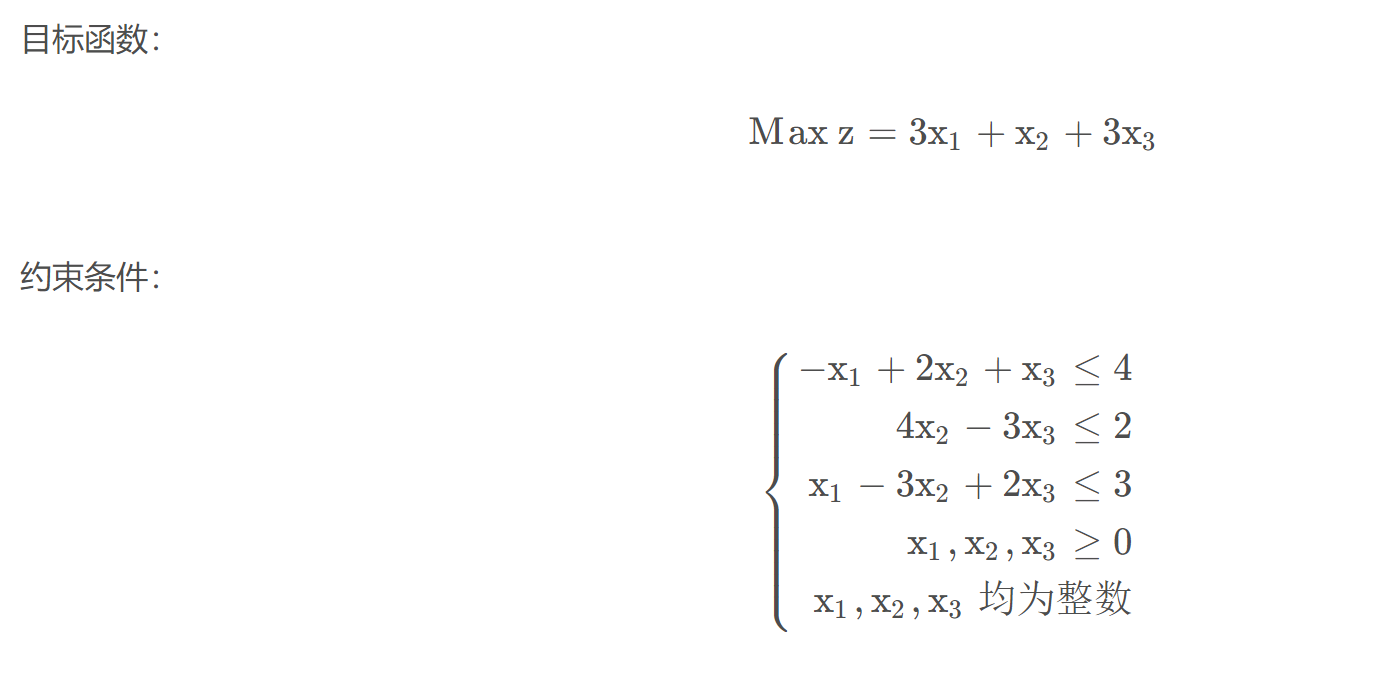 目标函数：
Max z = 3x₁ + x₂ + 3x₃
约束条件：
−x₁ + 2x₂ + x₃ ≤ 4
4x₂ − 3x₃ ≤ 2
x₁ − 3x₂ + 2x₃ ≤ 3
x₁, x₂, x₃ ≥ 0
x₁, x₂, x₃ 均为整数